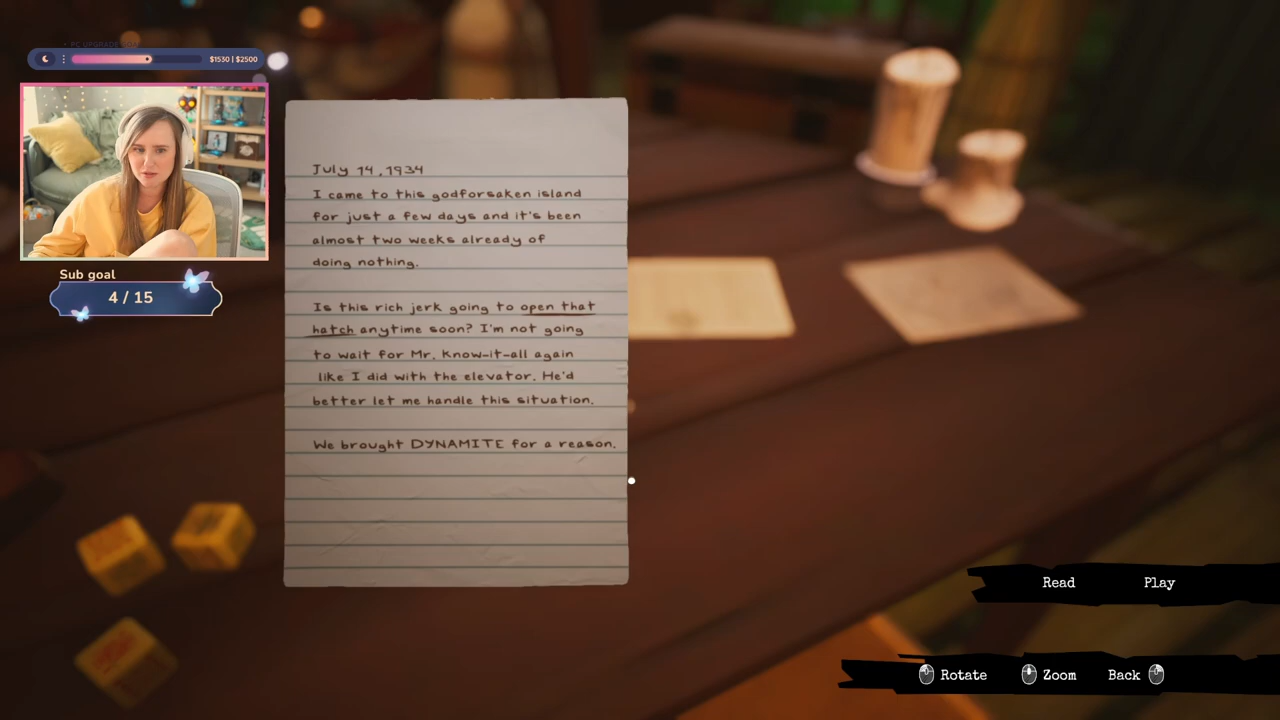 PC UPGRADE
$1530 | $2500
Sub goal
4 / 15
July 14, 1934
I came to this godforsaken island
for just a few days and it's been
almost two weeks already of
doing nothing.
Is this rich jerk going to open that
hatch anytime soon? I'm not going
to wait for Mr. Know-it-all again
like I did with the elevator. He'd
better let me handle this situation.
We brought DYNAMITE for a reason.
Read Play
Rotate Zoom Back